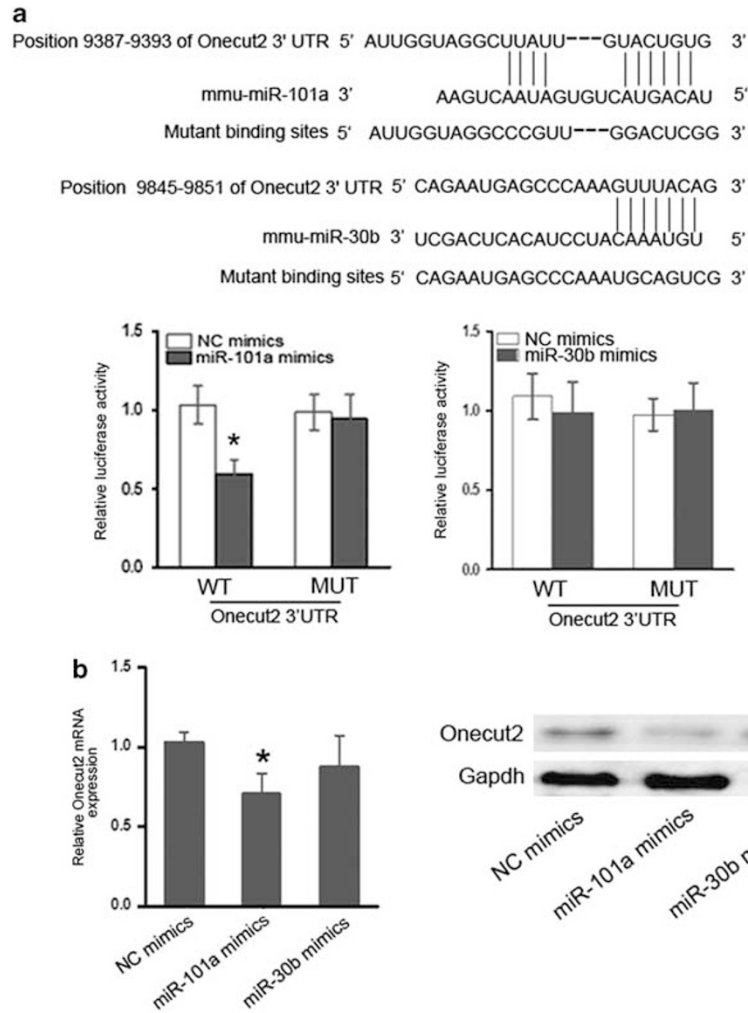 a
Position 9387-9393 of Onecut2 3' UTR 5' AUUGGUAGGCUUAUU---GUACUGUG 3'
mmu-miR-101a 3' AAGUCAAUAGUGUCAUGACAU 5'
Mutant binding sites 5' AUUGGUAGGCCCGUU---GGACUCGG 3'
Position 9845-9851 of Onecut2 3' UTR 5' CAGAAUGAGCCCAAAGUUUACAG 3'
mmu-miR-30b 3' UCGACUCACAUCCUACAAAUGU 5'
Mutant binding sites 5' CAGAAUGAGCCCAAAUGCAGUCG 3'
Relative luciferase activity
1.5
1.0
0.5
0.0
NC mimics
miR-101a mimics
*
WT MUT
Onecut2 3'UTR
Relative luciferase activity
1.5
1.0
0.5
0.0
NC mimics
miR-30b mimics
WT MUT
Onecut2 3'UTR
b
Relative Onecut2 mRNA
expression
1.5
1.0
0.5
0.0
*
NC mimics
miR-101a mimics
miR-30b mimics
Onecut2
Gapdh
NC mimics
miR-101a mimics
miR-30b